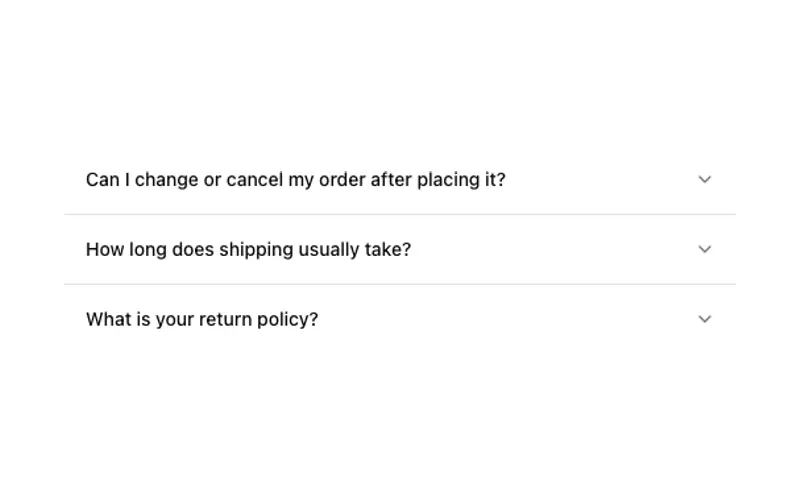 Can I change or cancel my order after placing it?
How long does shipping usually take?
What is your return policy?